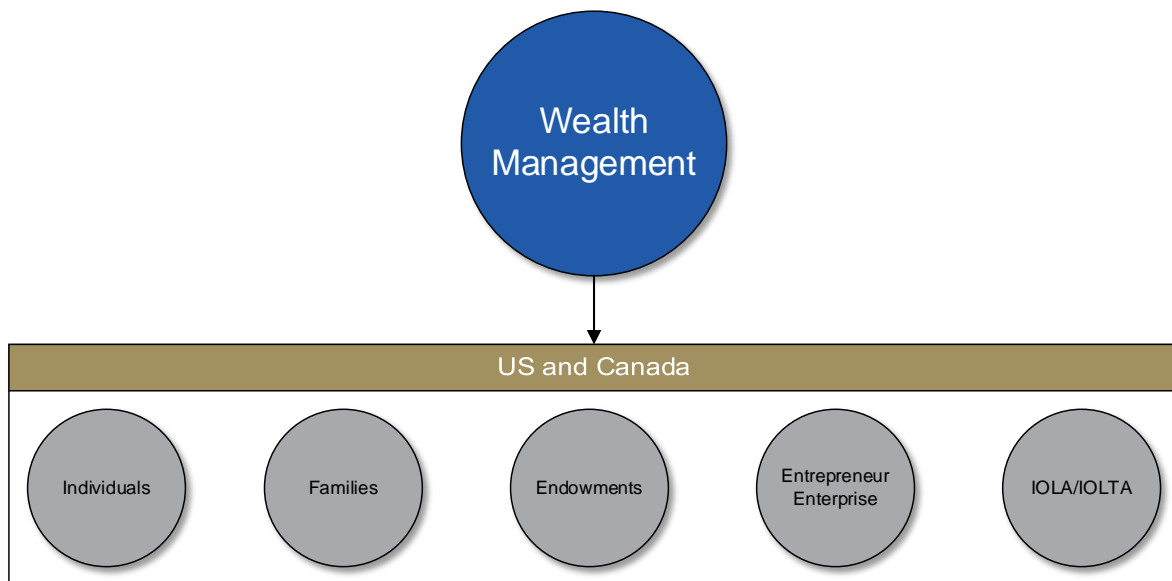 Wealth
Management
US and Canada
Individuals
Families
Endowments
Entrepreneur
Enterprise
IOLA/IOLTA